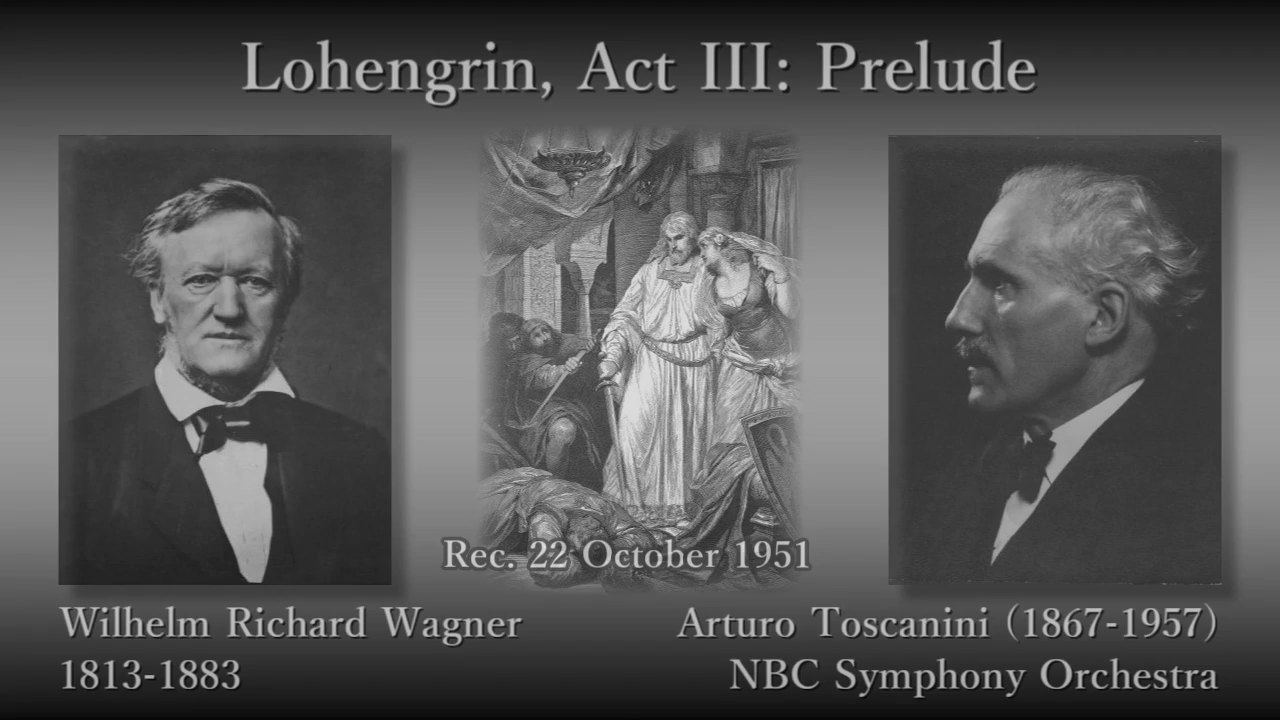 Lohengrin, Act III: Prelude
Rec. 22 October 1951
Wilhelm Richard Wagner
1813-1883
Arturo Toscanini (1867-1957)
NBC Symphony Orchestra